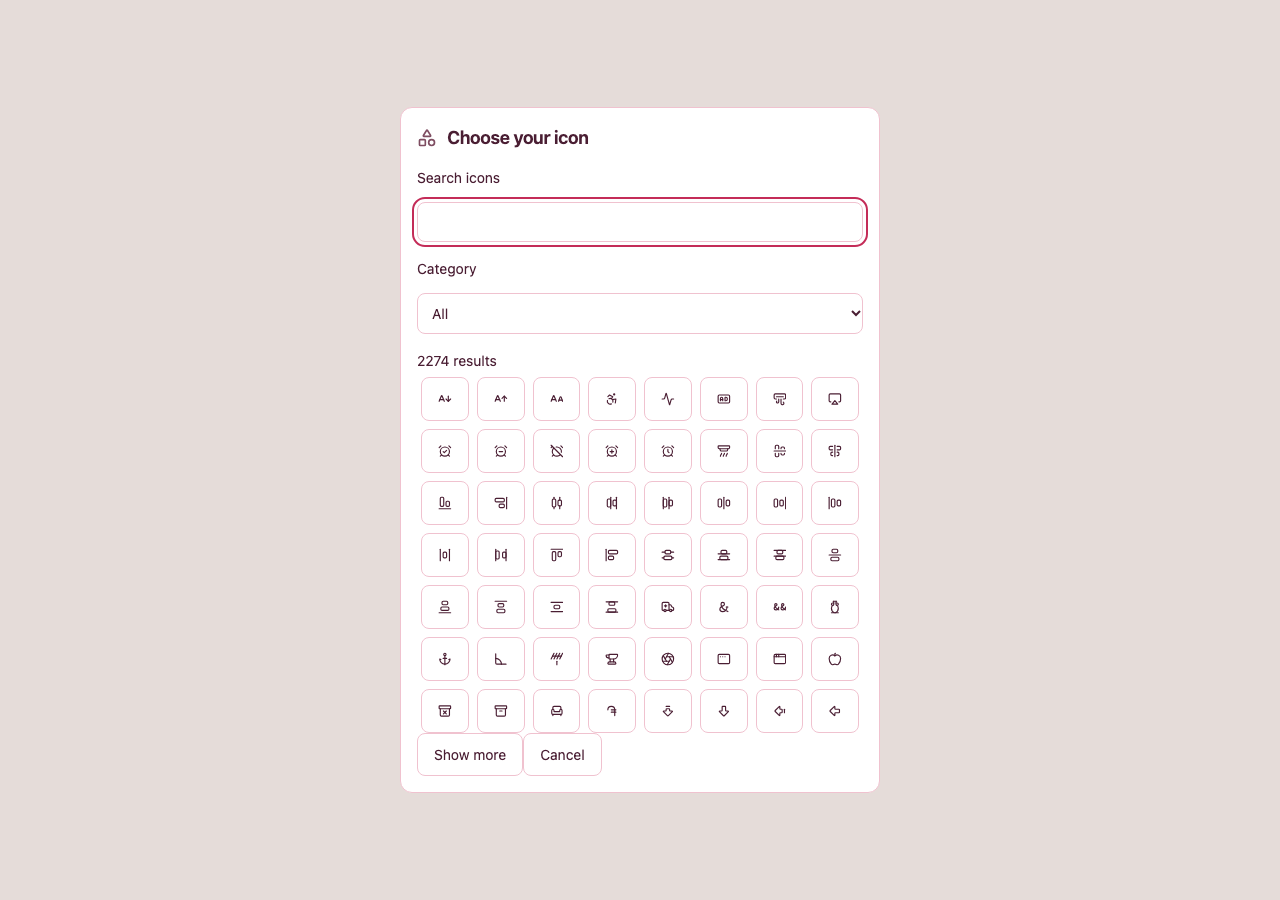 Choose your icon
Search icons
Category
All
2274 results
Show more
Cancel